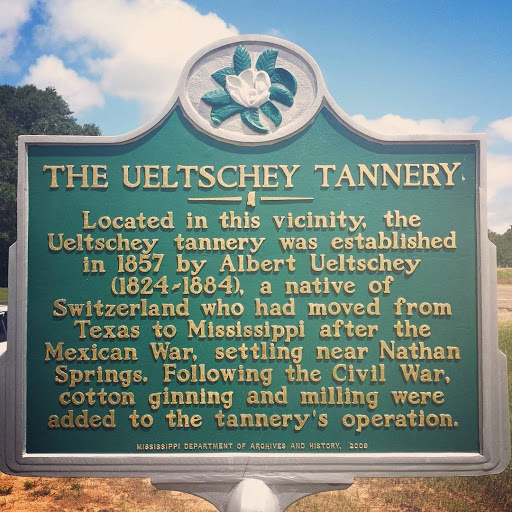 THE UELTSCHEY TANNERY
Located in this vicinity, the
Ueltschey tannery was established
in 1857 by Albert Ueltschey
(1824-1884), a native of
Switzerland who had moved from
Texas to Mississippi after the
Mexican War, settling near Nathan
Springs. Following the Civil War,
cotton ginning and milling were
added to the tannery's operation.
MISSISSIPPI DEPARTMENT OF ARCHIVES AND HISTORY, 2008